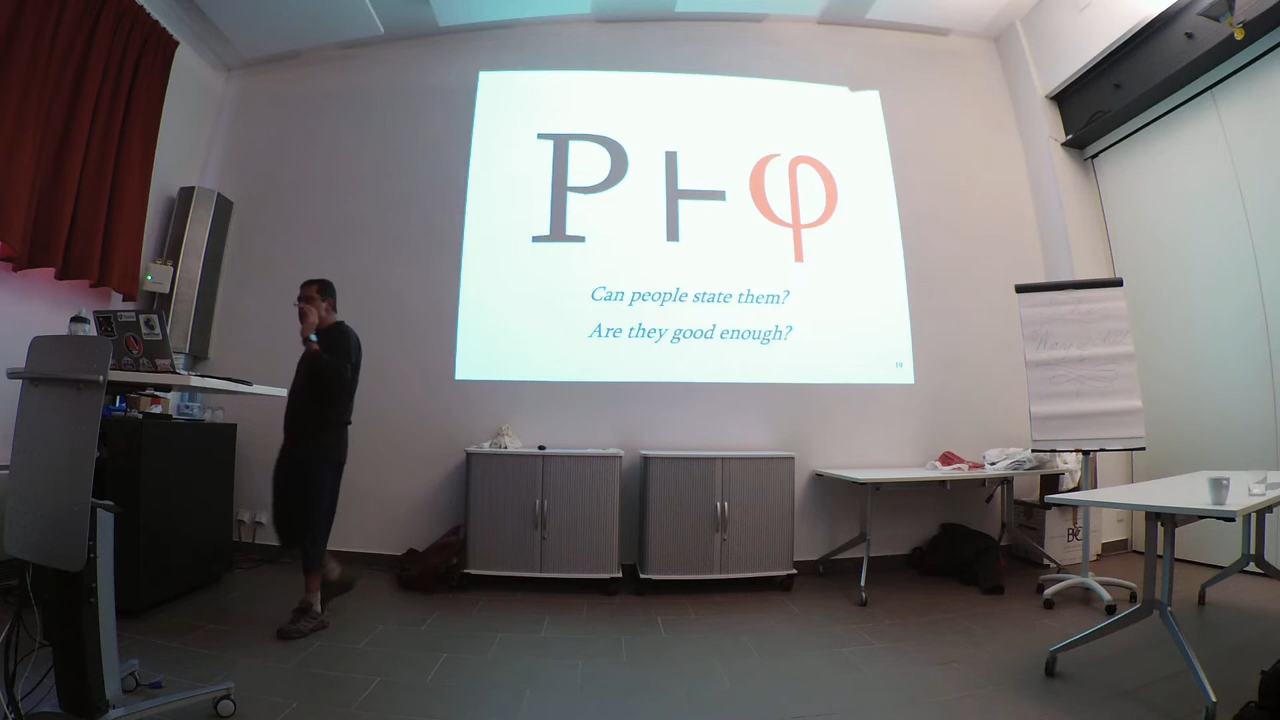 P ⊢ φ
Can people state them?
Are they good enough?
19